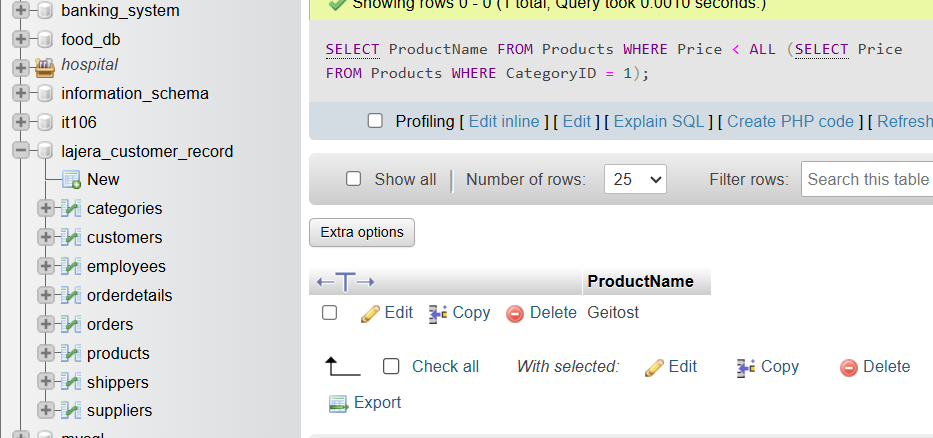 banking_system
food_db
hospital
information_schema
it106
lajera_customer_record
New
categories
customers
employees
orderdetails
orders
products
shippers
suppliers
mysql
Showing rows 0 - 0 (1 total, Query took 0.0010 seconds.)
SELECT ProductName FROM Products WHERE Price < ALL (SELECT Price
FROM Products WHERE CategoryID = 1);
Profiling [ Edit inline ] [ Edit ] [ Explain SQL ] [ Create PHP code ] [ Refresh
Show all | Number of rows: 25 Filter rows: Search this table
Extra options
←T→ ProductName
Edit Copy Delete Geitost
Check all With selected: Edit Copy Delete
Export